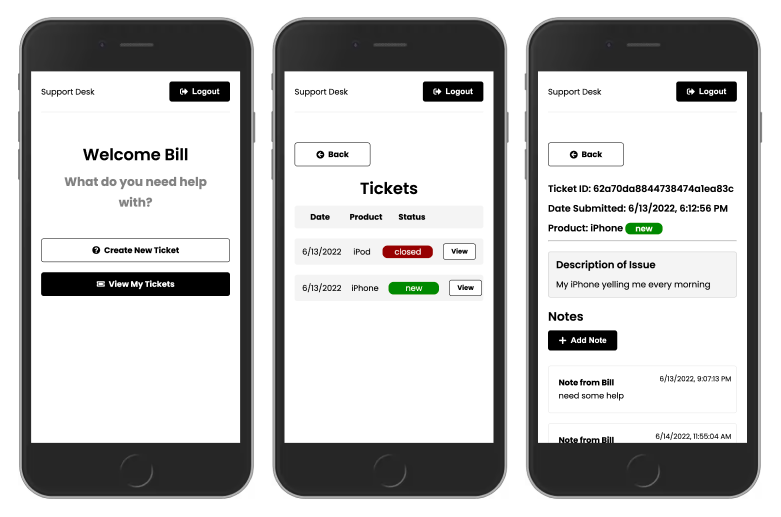 Support Desk
Logout
Welcome Bill
What do you need help
with?
Create New Ticket
View My Tickets
Support Desk
Logout
Back
Tickets
Date Product Status
6/13/2022 iPod closed View
6/13/2022 iPhone new View
Support Desk
Logout
Back
Ticket ID: 62a70da8844738474a1ea83c
Date Submitted: 6/13/2022, 6:12:56 PM
Product: iPhone new
Description of Issue
My iPhone yelling me every morning
Notes
Add Note
Note from Bill 6/13/2022, 9:07:13 PM
need some help
Note from Bill 6/14/2022, 11:55:04 AM